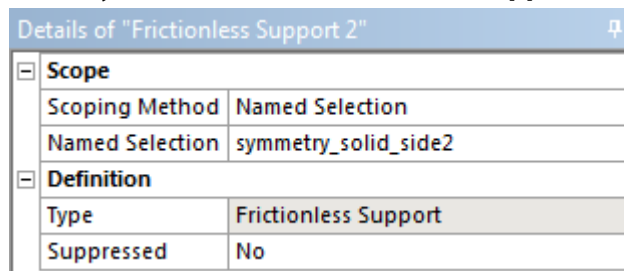 Details of "Frictionless Support 2"
Scope
Scoping Method Named Selection
Named Selection symmetry_solid_side2
Definition
Type Frictionless Support
Suppressed No